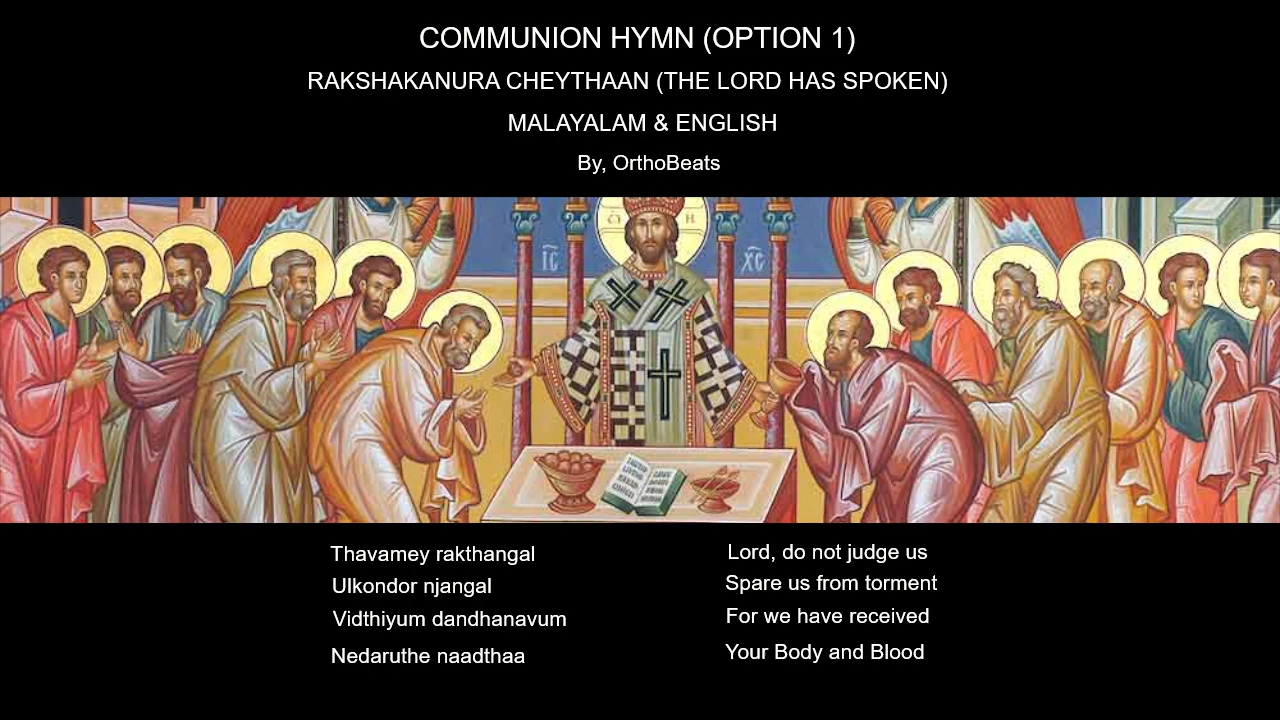 COMMUNION HYMN (OPTION 1)
RAKSHAKANURA CHEYTHAAN (THE LORD HAS SPOKEN)
MALAYALAM & ENGLISH
By, OrthoBeats
IC
XC
Thavamey rakthangal
Ulkondor njangal
Vidthiyum dandhanavum
Nedaruthe naadthaa
Lord, do not judge us
Spare us from torment
For we have received
Your Body and Blood